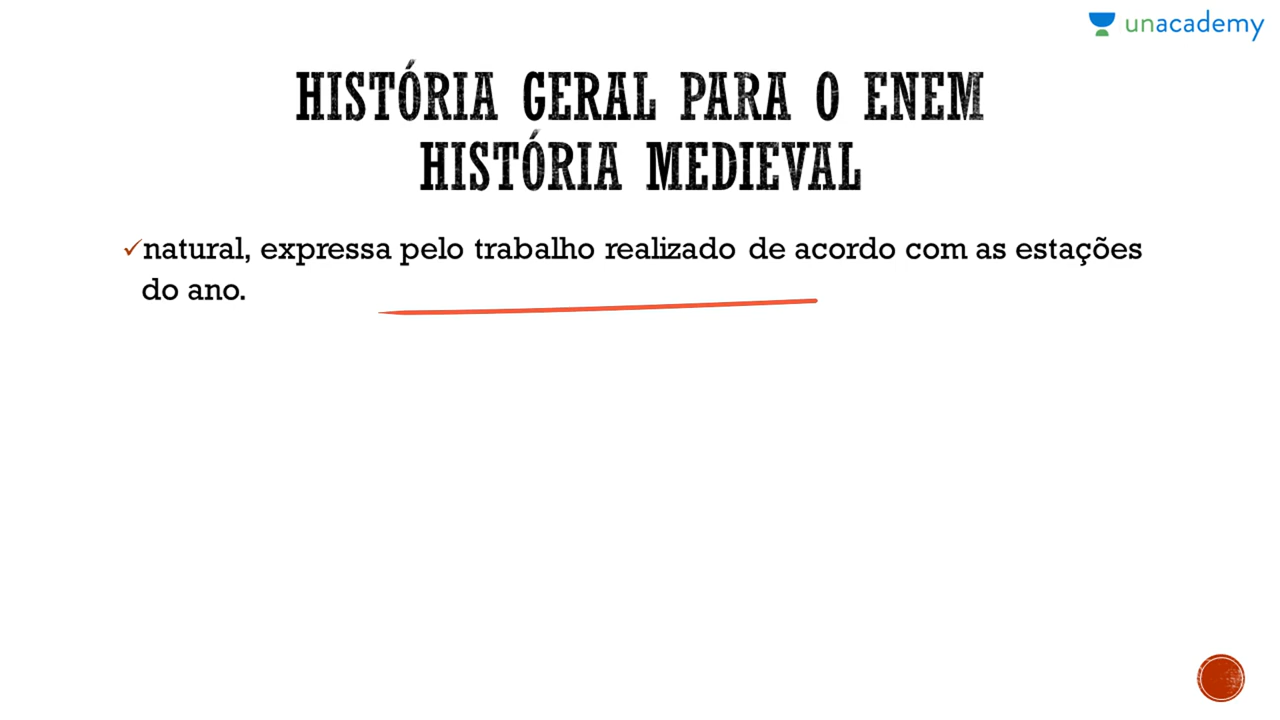 unacademy
HISTÓRIA GERAL PARA O ENEM
HISTÓRIA MEDIEVAL
✓natural, expressa pelo trabalho realizado de acordo com as estações
do ano.